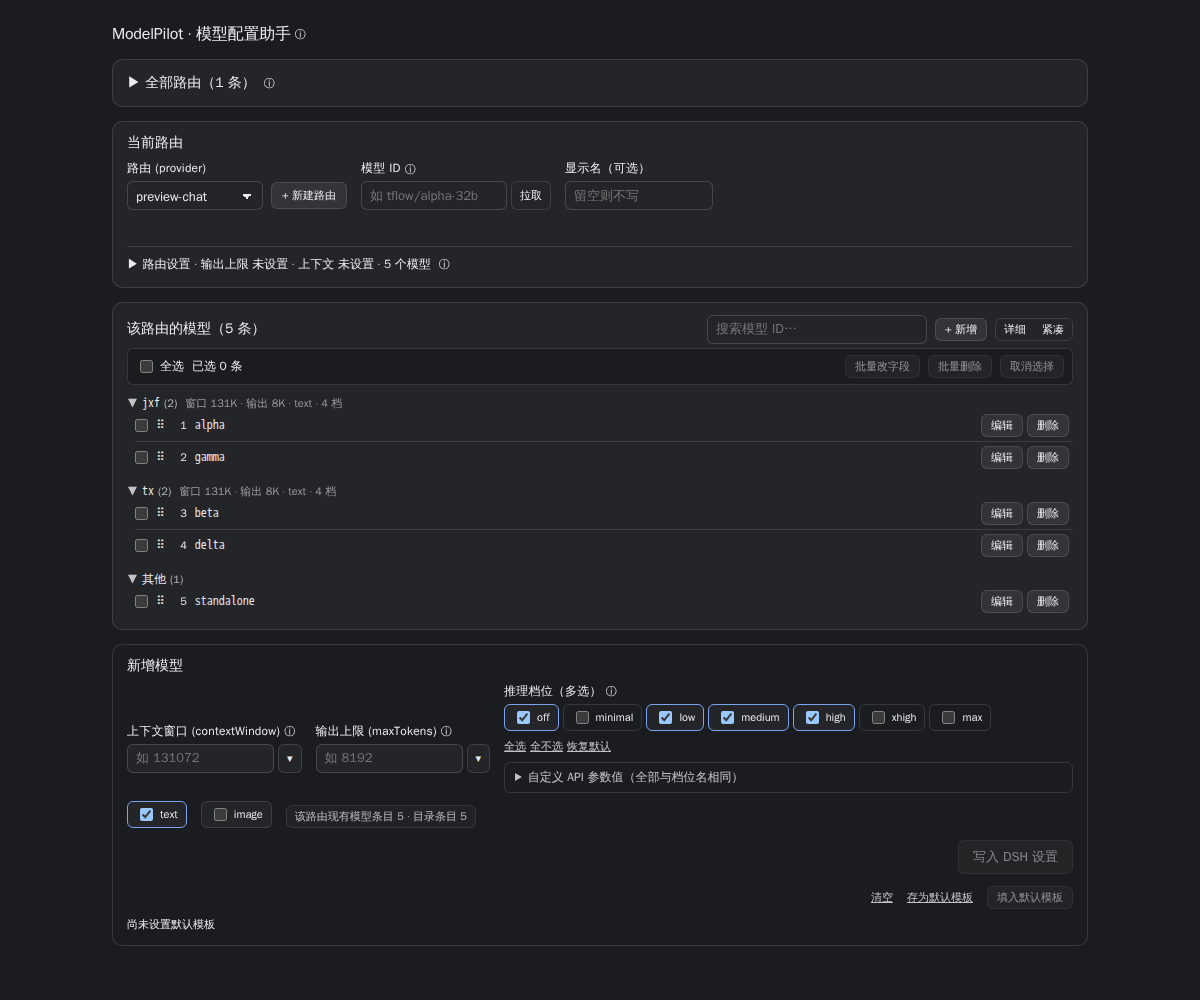 ModelPilot · 模型配置助手 ⓘ
▶ 全部路由（1 条） ⓘ
当前路由
路由 (provider) 模型 ID ⓘ 显示名（可选）
preview-chat + 新建路由 如 tflow/alpha-32b 拉取 留空则不写
▶ 路由设置 · 输出上限 未设置 · 上下文 未设置 · 5 个模型 ⓘ
该路由的模型（5 条） 搜索模型 ID… + 新增 详细 紧凑
全选 已选 0 条 批量改字段 批量删除 取消选择
▼ jxf (2) 窗口 131K · 输出 8K · text · 4 档
⠿ 1 alpha 编辑 删除
⠿ 2 gamma 编辑 删除
▼ tx (2) 窗口 131K · 输出 8K · text · 4 档
⠿ 3 beta 编辑 删除
⠿ 4 delta 编辑 删除
▼ 其他 (1)
⠿ 5 standalone 编辑 删除
新增模型
推理档位（多选） ⓘ
off minimal low medium high xhigh max
上下文窗口 (contextWindow) ⓘ 输出上限 (maxTokens) ⓘ
全选 全不选 恢复默认
如 131072 ▼ 如 8192 ▼
▶ 自定义 API 参数值（全部与档位名相同）
text image 该路由现有模型条目 5 · 目录条目 5
写入 DSH 设置
清空 存为默认模板 填入默认模板
尚未设置默认模板